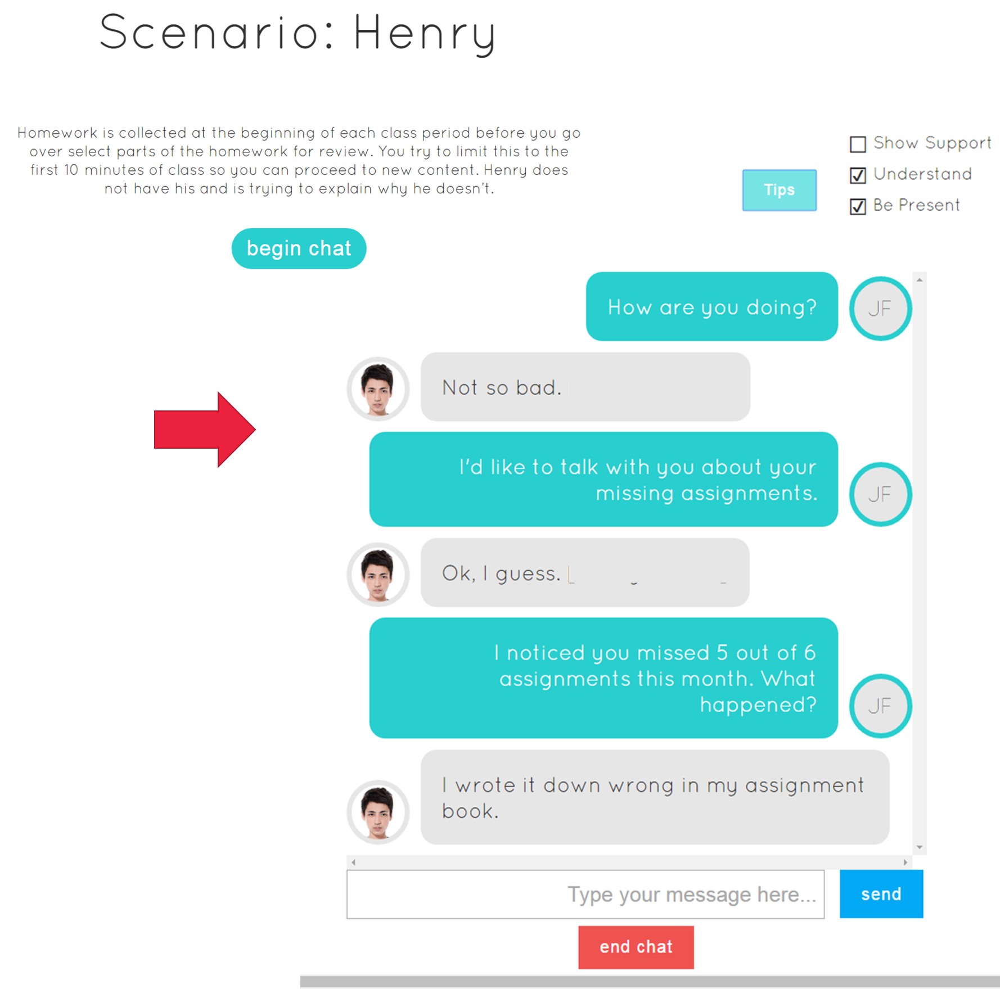 Scenario: Henry
Homework is collected at the beginning of each class period before you go
over select parts of the homework for review. You try to limit this to the
first 10 minutes of class so you can proceed to new content. Henry does
not have his and is trying to explain why he doesn’t.
Tips
Show Support
Understand
Be Present
begin chat
How are you doing?
JF
Not so bad.
I'd like to talk with you about your
missing assignments.
JF
Ok, I guess.
I noticed you missed 5 out of 6
assignments this month. What
happened?
JF
I wrote it down wrong in my assignment
book.
Type your message here...
send
end chat